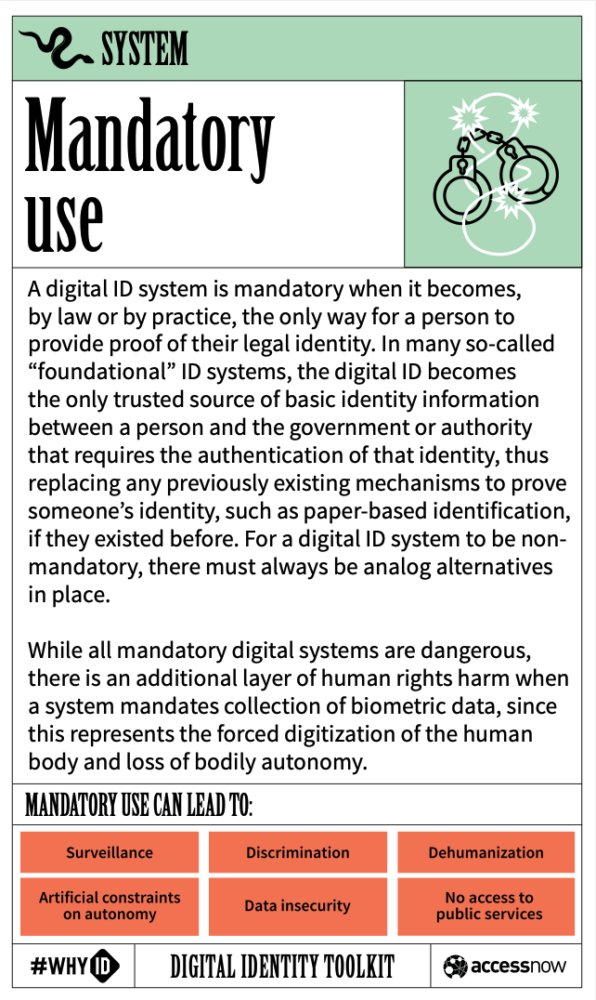 SYSTEM
Mandatory
use
A digital ID system is mandatory when it becomes,
by law or by practice, the only way for a person to
provide proof of their legal identity. In many so-called
“foundational” ID systems, the digital ID becomes
the only trusted source of basic identity information
between a person and the government or authority
that requires the authentication of that identity, thus
replacing any previously existing mechanisms to prove
someone’s identity, such as paper-based identification,
if they existed before. For a digital ID system to be non-
mandatory, there must always be analog alternatives
in place.
While all mandatory digital systems are dangerous,
there is an additional layer of human rights harm when
a system mandates collection of biometric data, since
this represents the forced digitization of the human
body and loss of bodily autonomy.
MANDATORY USE CAN LEAD TO:
Surveillance
Discrimination
Dehumanization
Artificial constraints
on autonomy
Data insecurity
No access to
public services
#WHYID
DIGITAL IDENTITY TOOLKIT
accessnow